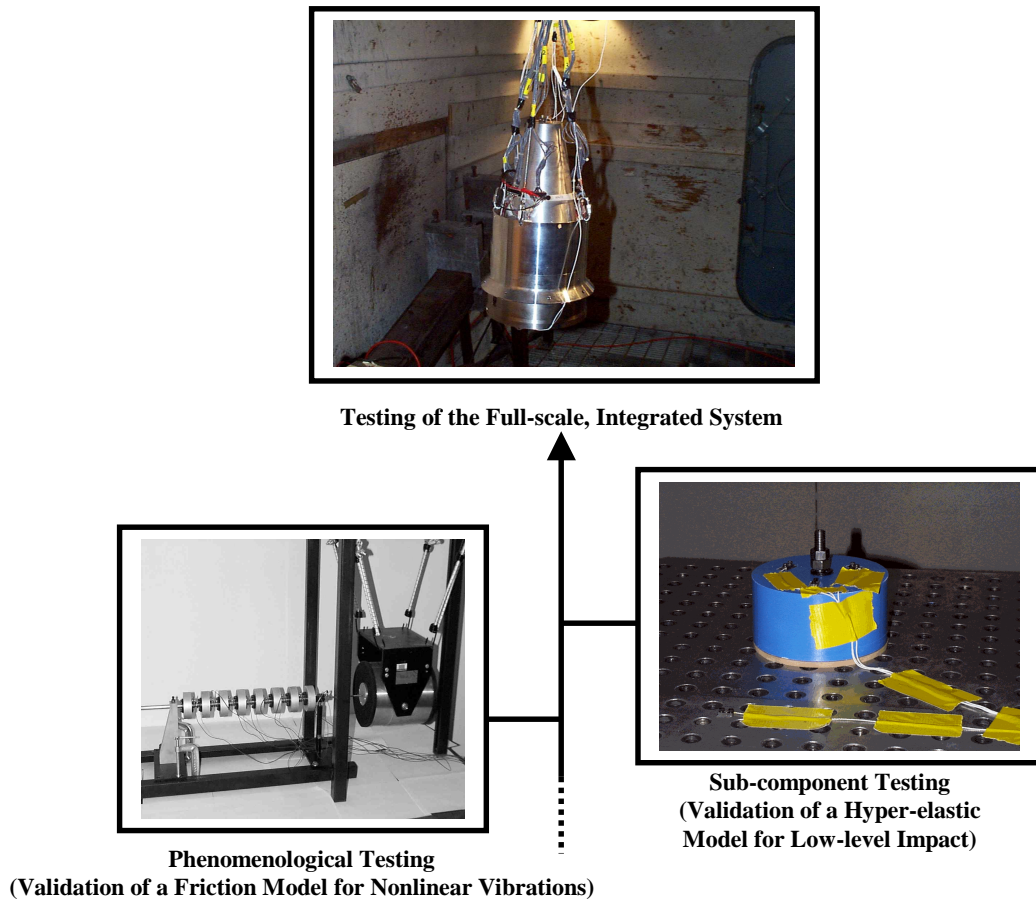 Testing of the Full-scale, Integrated System
Sub-component Testing
(Validation of a Hyper-elastic
Model for Low-level Impact)
Phenomenological Testing
(Validation of a Friction Model for Nonlinear Vibrations)